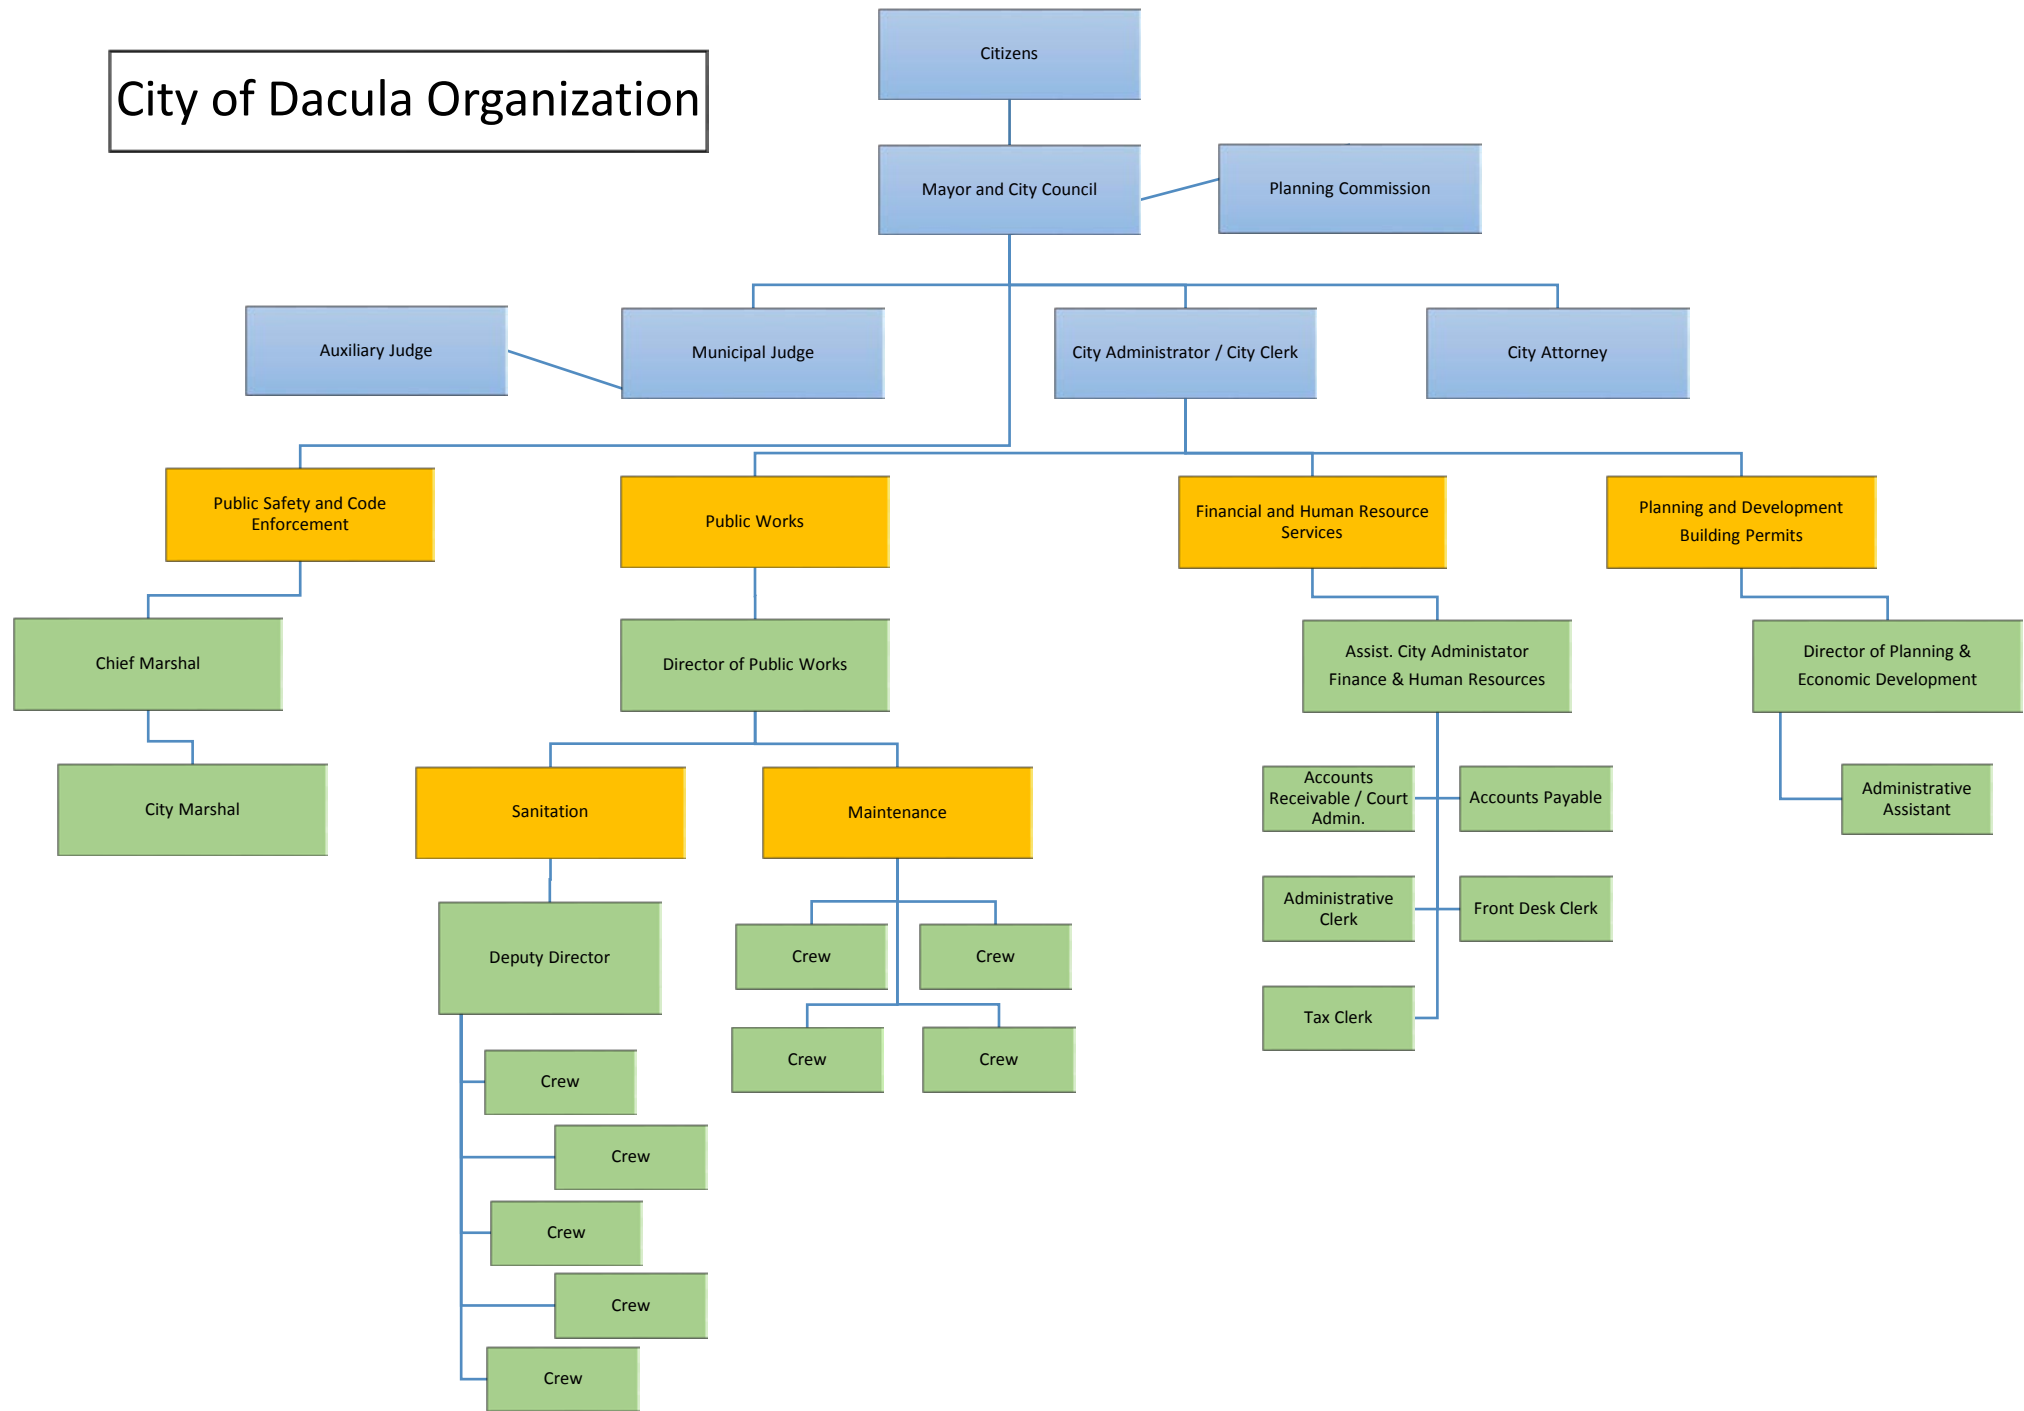 City of Dacula Organization
Citizens
Mayor and City Council
Planning Commission
Auxiliary Judge
Municipal Judge
City Administrator / City Clerk
City Attorney
Public Safety and Code
Enforcement
Public Works
Financial and Human Resource
Services
Planning and Development
Building Permits
Chief Marshal
Director of Public Works
Assist. City Administator
Finance & Human Resources
Director of Planning &
Economic Development
City Marshal
Sanitation
Maintenance
Accounts
Receivable / Court
Admin.
Accounts Payable
Administrative
Assistant
Deputy Director
Crew
Crew
Administrative
Clerk
Front Desk Clerk
Crew
Crew
Tax Clerk
Crew
Crew
Crew
Crew
Crew